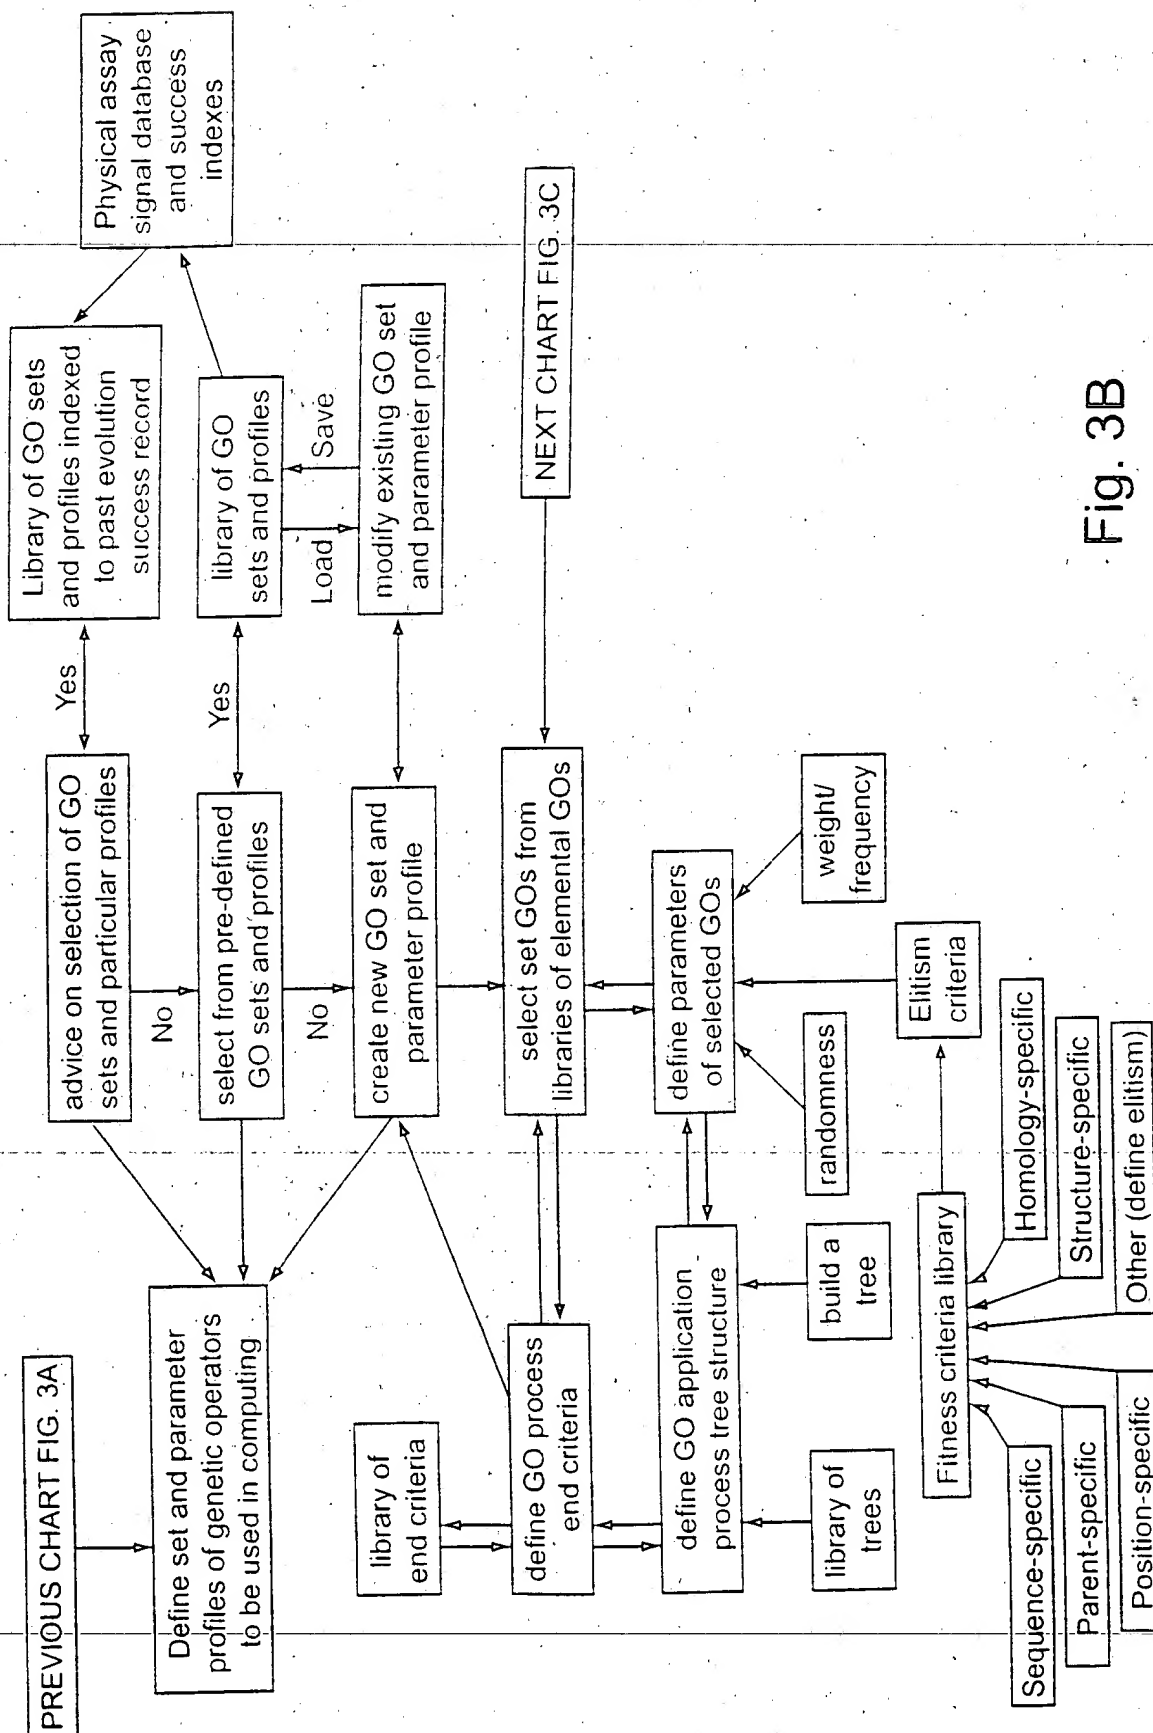 PREVIOUS CHART FIG. 3A
Define set and parameter
profiles of genetic operators
to be used in computing
advice on selection of GO
sets and particular profiles
Yes
Library of GO sets
and profiles indexed
to past evolution
success record
Physical assay
signal database
and success
indexes
No
select from pre-defined
GO sets and profiles
Yes
library of GO
sets and profiles
No
Load
Save
create new GO set and
parameter profile
modify existing GO set
and parameter profile
library of
end criteria
define GO process
end criteria
select set GOs from
libraries of elemental GOs
NEXT CHART FIG. 3C
define GO application
process tree structure
define parameters
of selected GOs
library of
trees
build a
tree
randomness
weight/
frequency
Fitness criteria library
Elitism
criteria
Sequence-specific
Homology-specific
Parent-specific
Structure-specific
Position-specific
Other (define elitism)
Fig. 3B